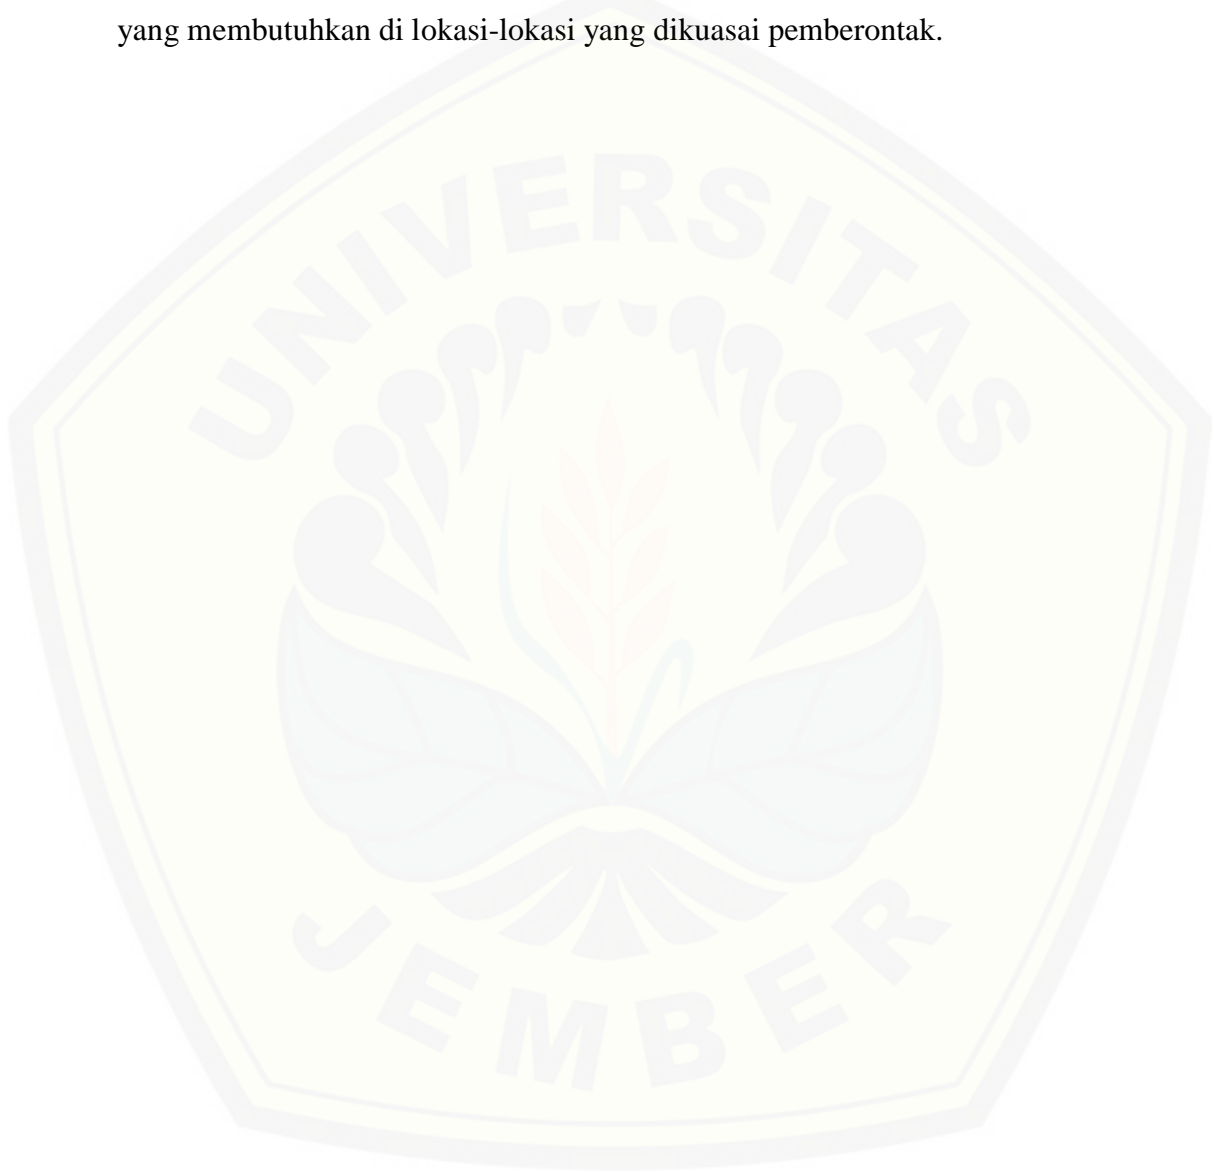 yang membutuhkan di lokasi-lokasi yang dikuasai pemberontak.
UNIVERSITAS
JEMBER